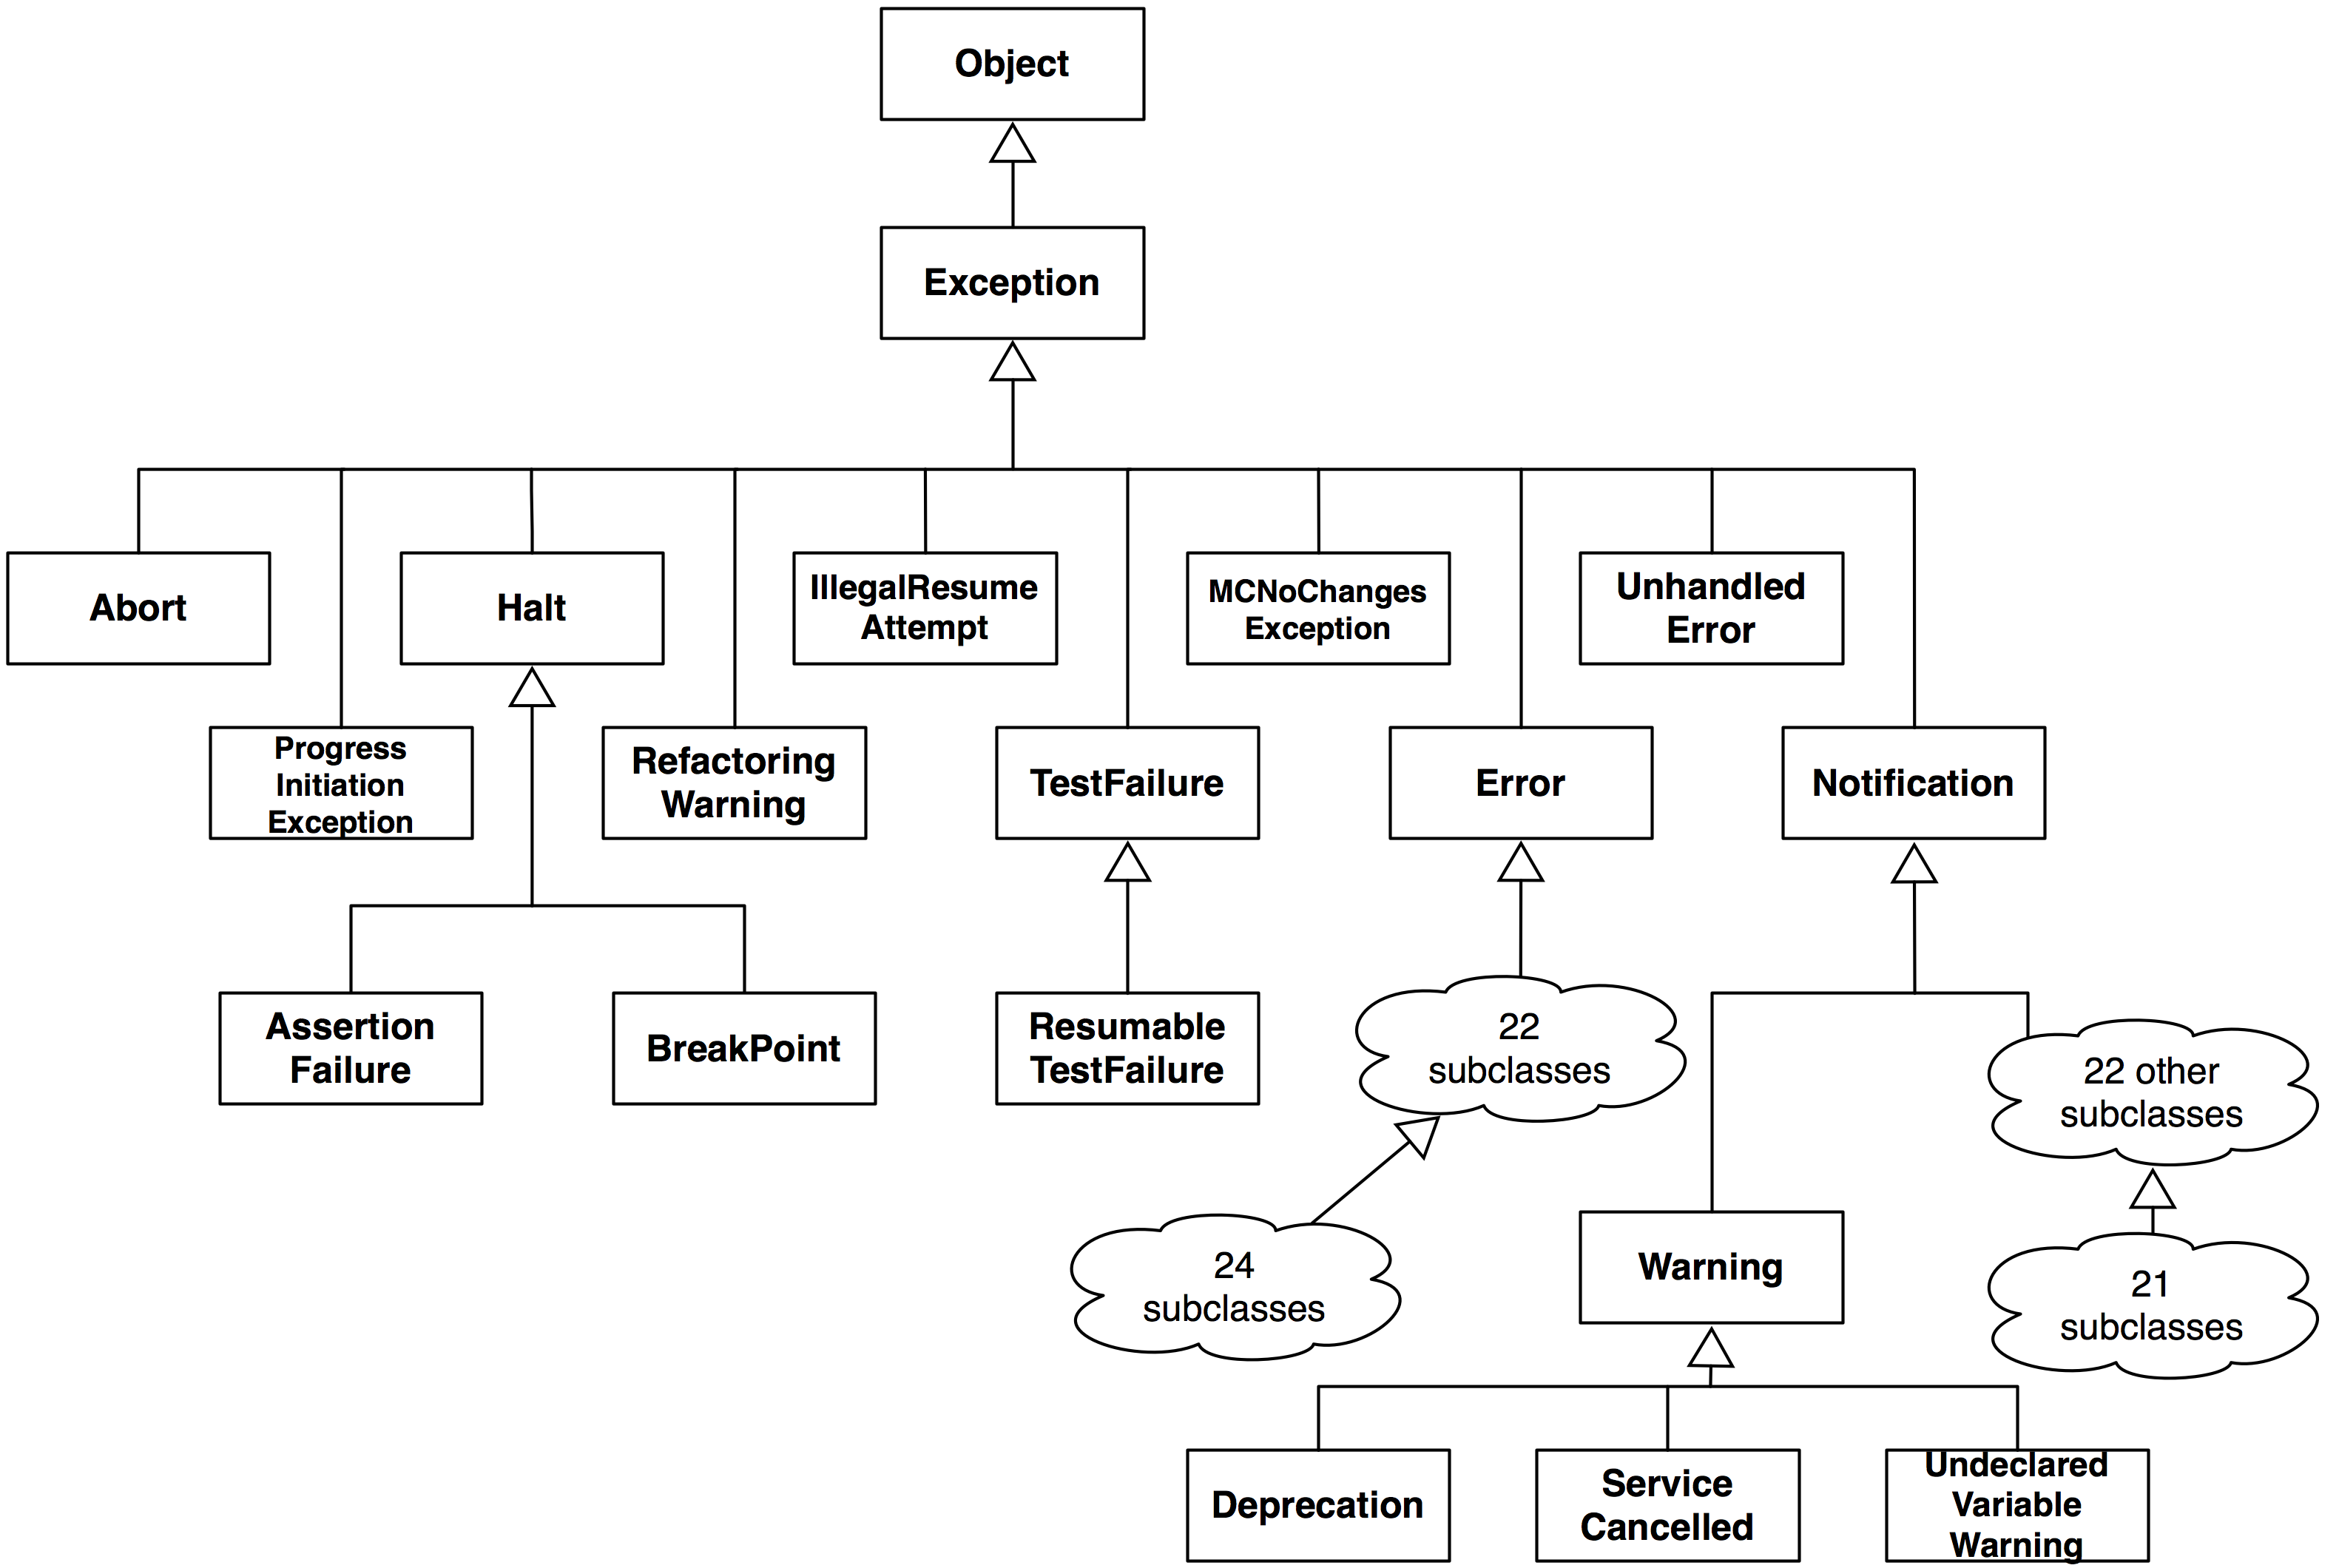 Object
Exception
Abort
Halt
IllegalResume
Attempt
MCNoChanges
Exception
Unhandled
Error
Progress
Initiation
Exception
Refactoring
Warning
TestFailure
Error
Notification
Assertion
Failure
BreakPoint
Resumable
TestFailure
22
subclasses
22 other
subclasses
24
subclasses
Warning
21
subclasses
Deprecation
Service
Cancelled
Undeclared
Variable
Warning